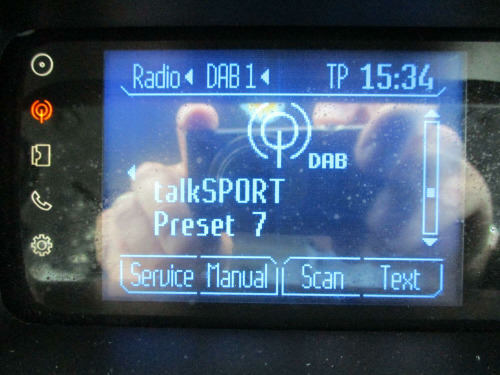 Radio DAB 1 TP 15:34
DAB
talkSPORT
Preset 7
Service Manual Scan Text